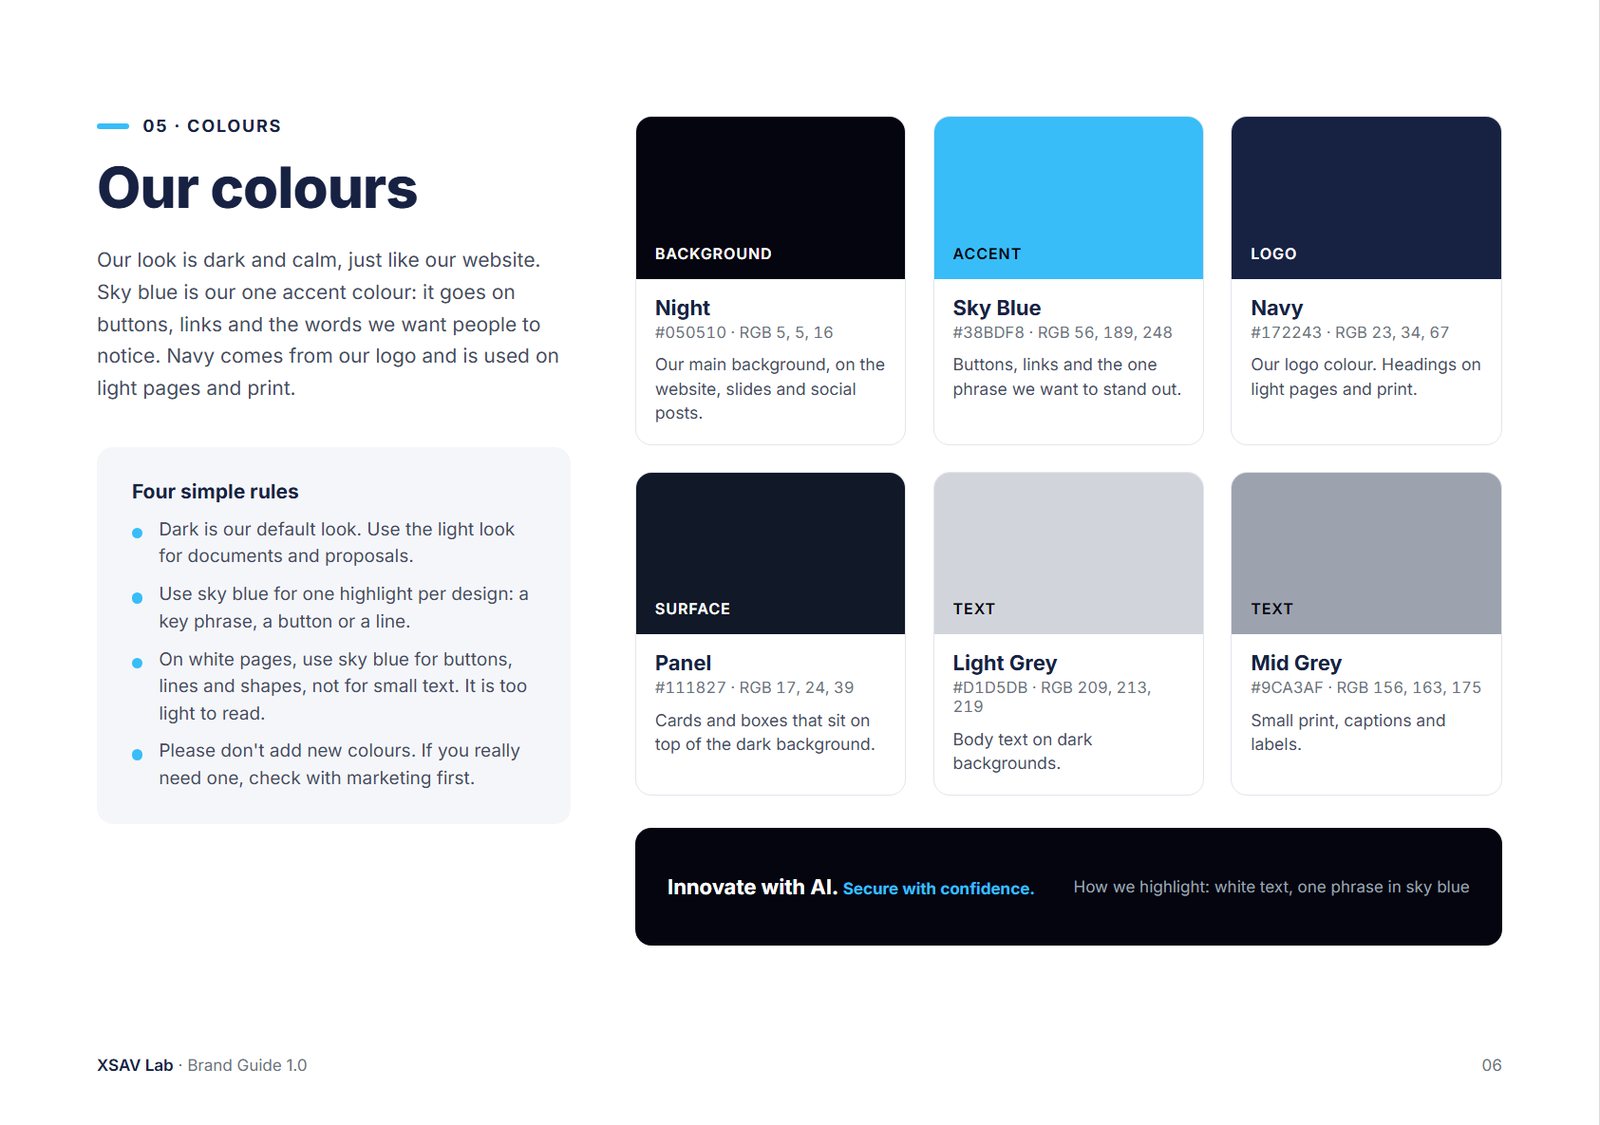 05 · COLOURS
Our colours
Our look is dark and calm, just like our website.
Sky blue is our one accent colour: it goes on
buttons, links and the words we want people to
notice. Navy comes from our logo and is used on
light pages and print.
Four simple rules
Dark is our default look. Use the light look
for documents and proposals.
Use sky blue for one highlight per design: a
key phrase, a button or a line.
On white pages, use sky blue for buttons,
lines and shapes, not for small text. It is too
light to read.
Please don't add new colours. If you really
need one, check with marketing first.
BACKGROUND
Night
#050510 · RGB 5, 5, 16
Our main background, on the
website, slides and social
posts.
ACCENT
Sky Blue
#38BDF8 · RGB 56, 189, 248
Buttons, links and the one
phrase we want to stand out.
LOGO
Navy
#172243 · RGB 23, 34, 67
Our logo colour. Headings on
light pages and print.
SURFACE
Panel
#111827 · RGB 17, 24, 39
Cards and boxes that sit on
top of the dark background.
TEXT
Light Grey
#D1D5DB · RGB 209, 213,
219
Body text on dark
backgrounds.
TEXT
Mid Grey
#9CA3AF · RGB 156, 163, 175
Small print, captions and
labels.
Innovate with AI. Secure with confidence.
How we highlight: white text, one phrase in sky blue
XSAV Lab · Brand Guide 1.0
06